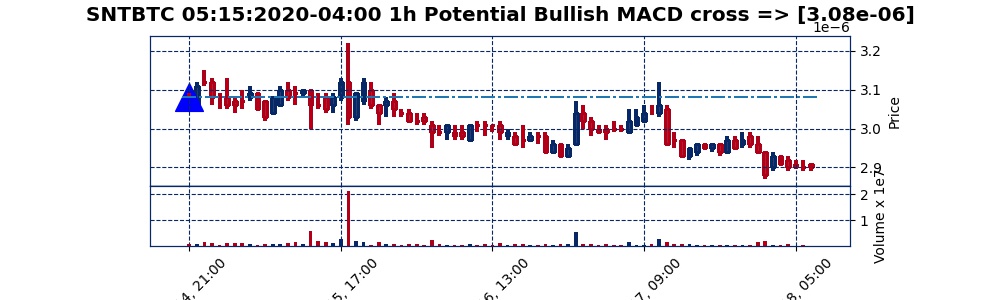 SNTBTC 05:15:2020-04:00 1h Potential Bullish MACD cross => [3.08e-06]
1e−6
3.2
3.1
3.0
2.9
Price
2
1
Volume x 1e7
4, 21:00
5, 17:00
6, 13:00
7, 09:00
8, 05:00